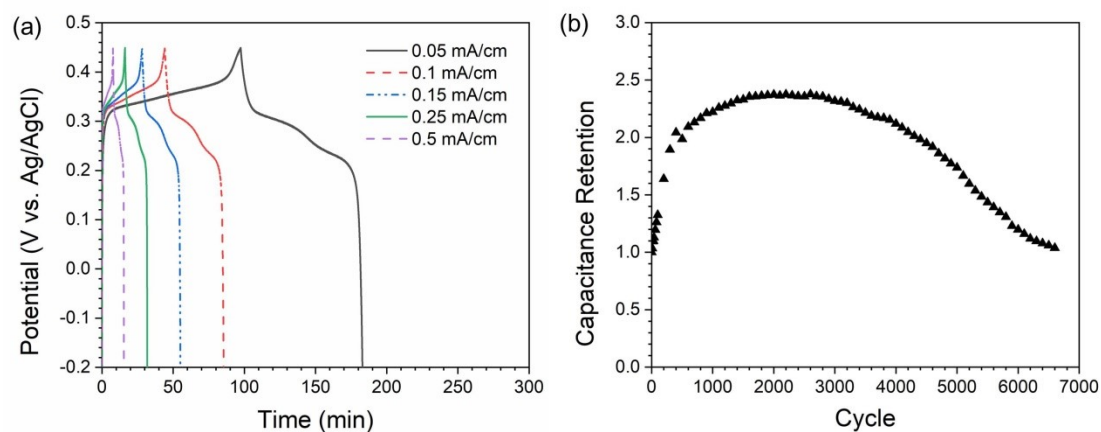 (a)
0.5
0.4
0.3
0.2
0.1
0.0
-0.1
-0.2
Potential (V vs. Ag/AgCl)
0.05 mA/cm
0.1 mA/cm
0.15 mA/cm
0.25 mA/cm
0.5 mA/cm
0 50 100 150 200 250 300
Time (min)
(b)
3.0
2.5
2.0
1.5
1.0
0.5
0.0
Capacitance Retention
0 1000 2000 3000 4000 5000 6000 7000
Cycle